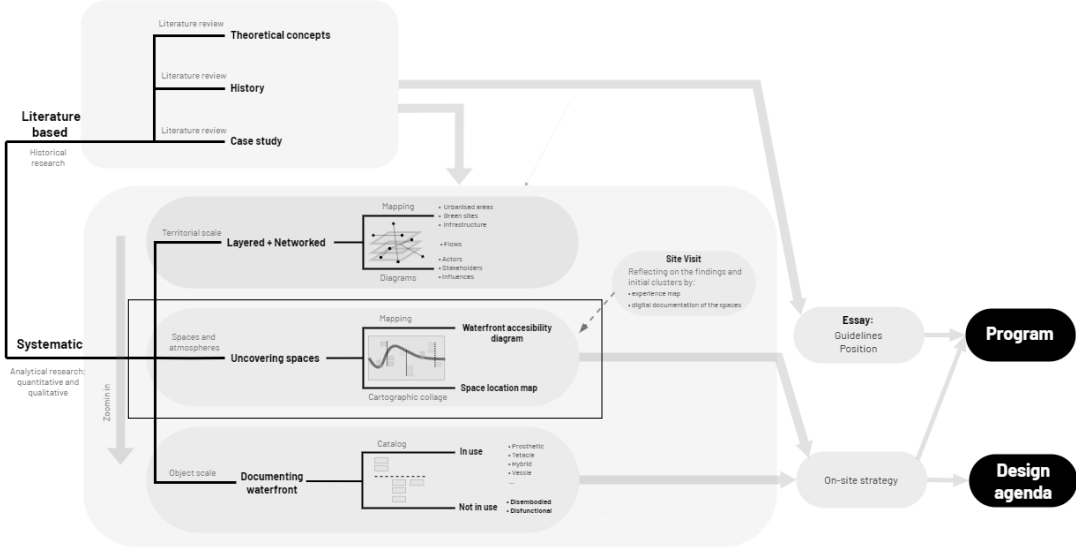 Literature review
Theoretical concepts
Literature review
History
Literature
based
Historical
research
Literature review
Case study
Mapping
• Urbanised areas
• Green sites
• Infrastructure
Territorial scale
Layered + Networked
• Flows
• Actors
• Stakeholders
• Influences
Diagrams
Site Visit
Reflecting on the findings and
initial clusters by:
• experience map
• digital documentation of the spaces
Systematic
Analytical research:
quantitative and
qualitative
Zoomin in
Spaces and
atmospheres
Uncovering spaces
Mapping
Waterfront accesibility
diagram
Space location map
Cartographic collage
Object scale
Documenting
waterfront
Catalog
In use
• Prosthetic
• Tetacle
• Hybrid
• Vessle
...
Not in use
• Disembodied
• Disfunctional
Essay:
Guidelines
Position
Program
On-site strategy
Design
agenda